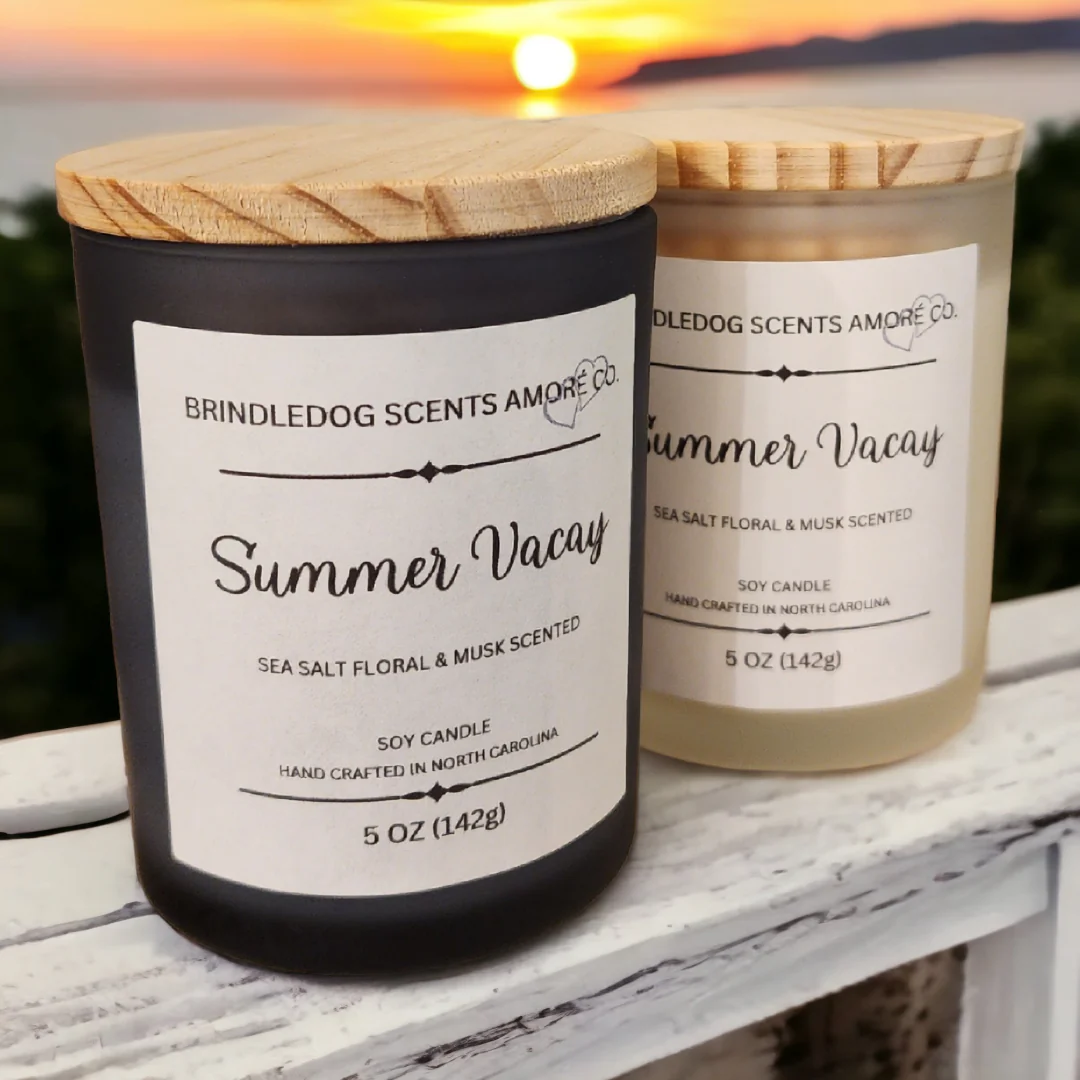 BRINDLEDOG SCENTS AMORÉ CO.
Summer Vacay
SEA SALT FLORAL & MUSK SCENTED
SOY CANDLE
HAND CRAFTED IN NORTH CAROLINA
5 OZ (142g)
DLEDOG SCENTS AMORÉ CO.
Summer Vacay
SEA SALT FLORAL & MUSK SCENTED
SOY CANDLE
HAND CRAFTED IN NORTH CAROLINA
5 OZ (142g)